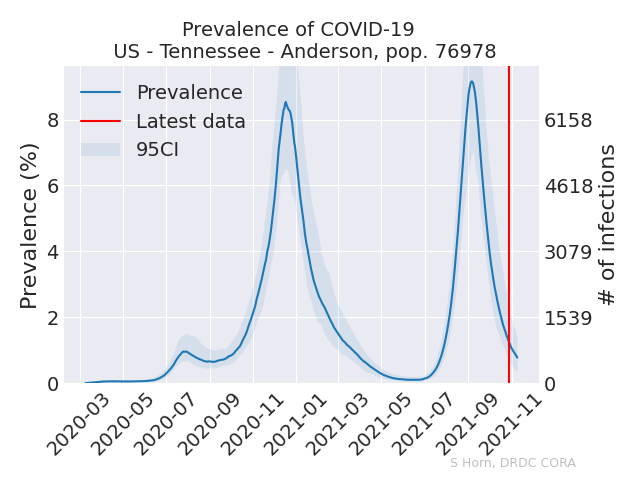 Prevalence of COVID-19
US - Tennessee - Anderson, pop. 76978
Prevalence
Latest data
95CI
Prevalence (%)
8
6
4
2
0
6158
4618
3079
1539
0
# of infections
2020-03
2020-05
2020-07
2020-09
2020-11
2021-01
2021-03
2021-05
2021-07
2021-09
2021-11
S Horn, DRDC CORA